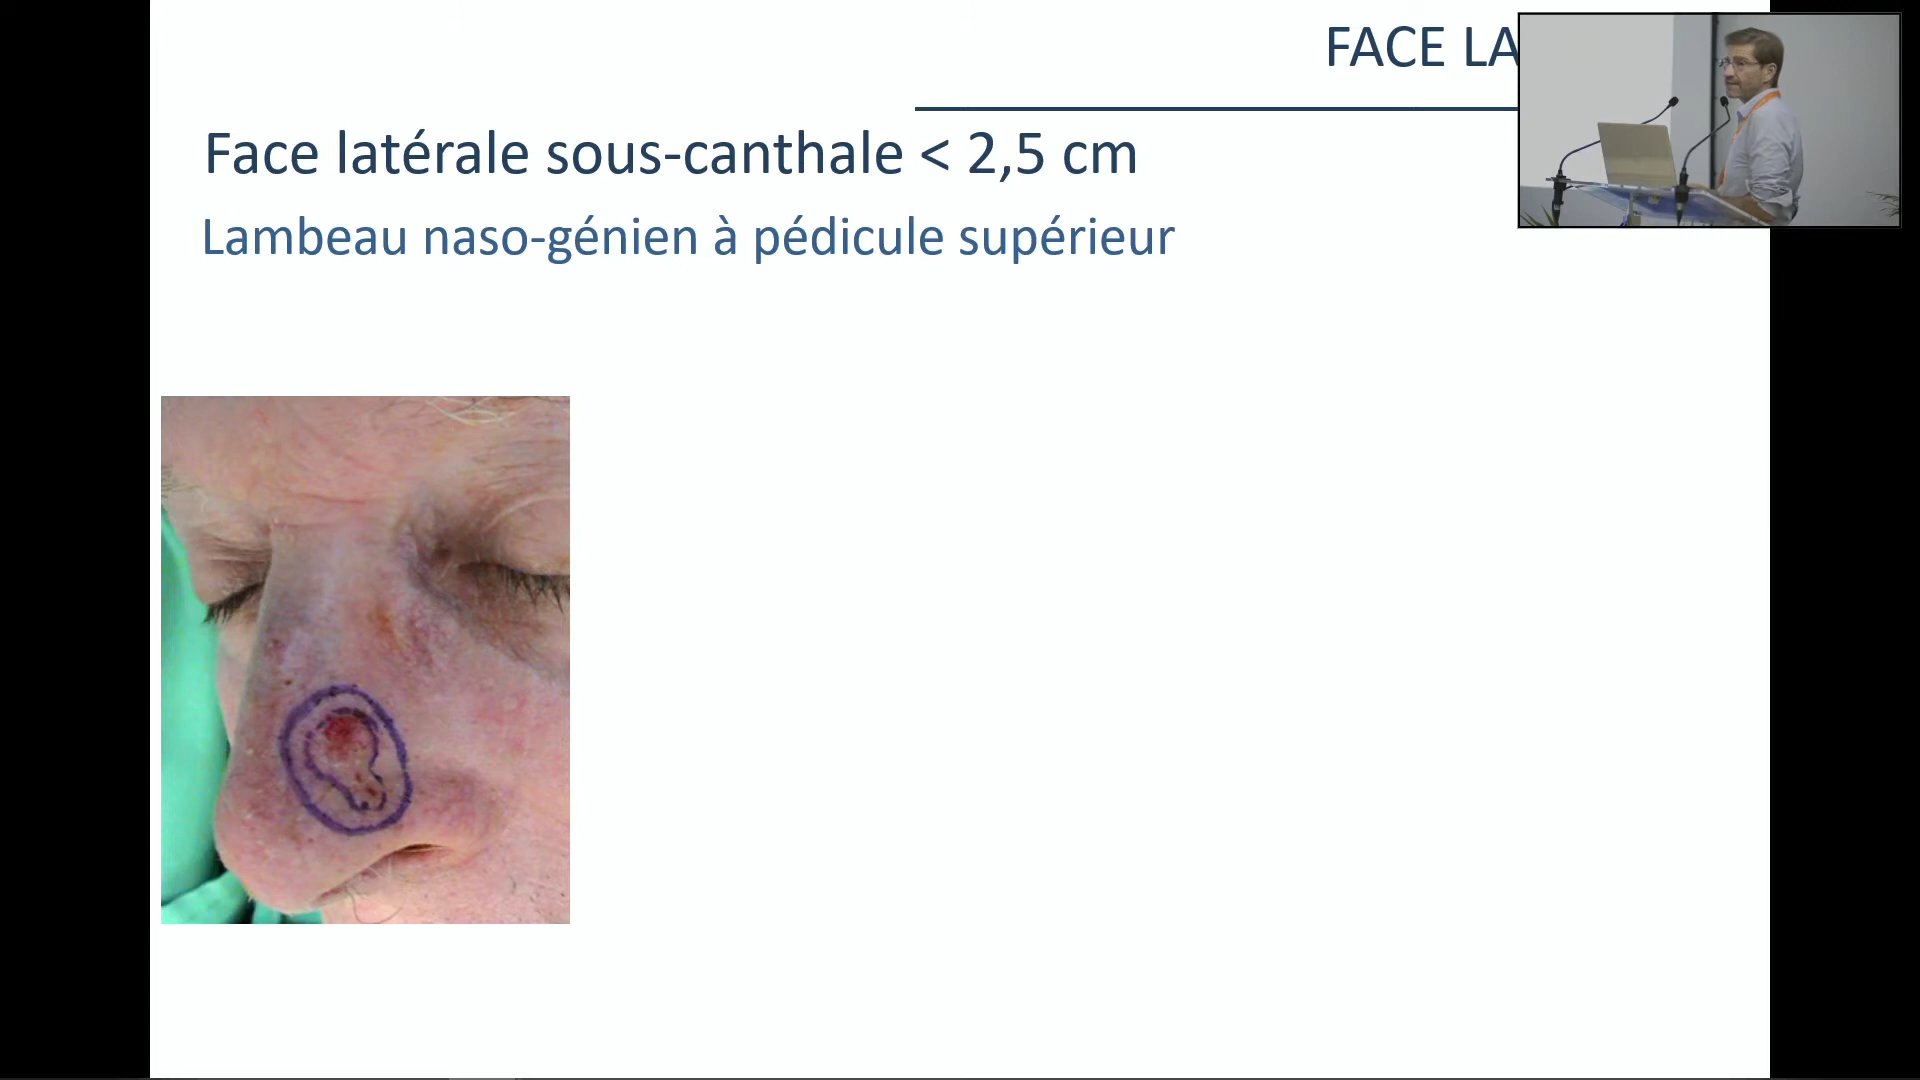 FACE LA
Face latérale sous-canthale < 2,5 cm
Lambeau naso-génien à pédicule supérieur